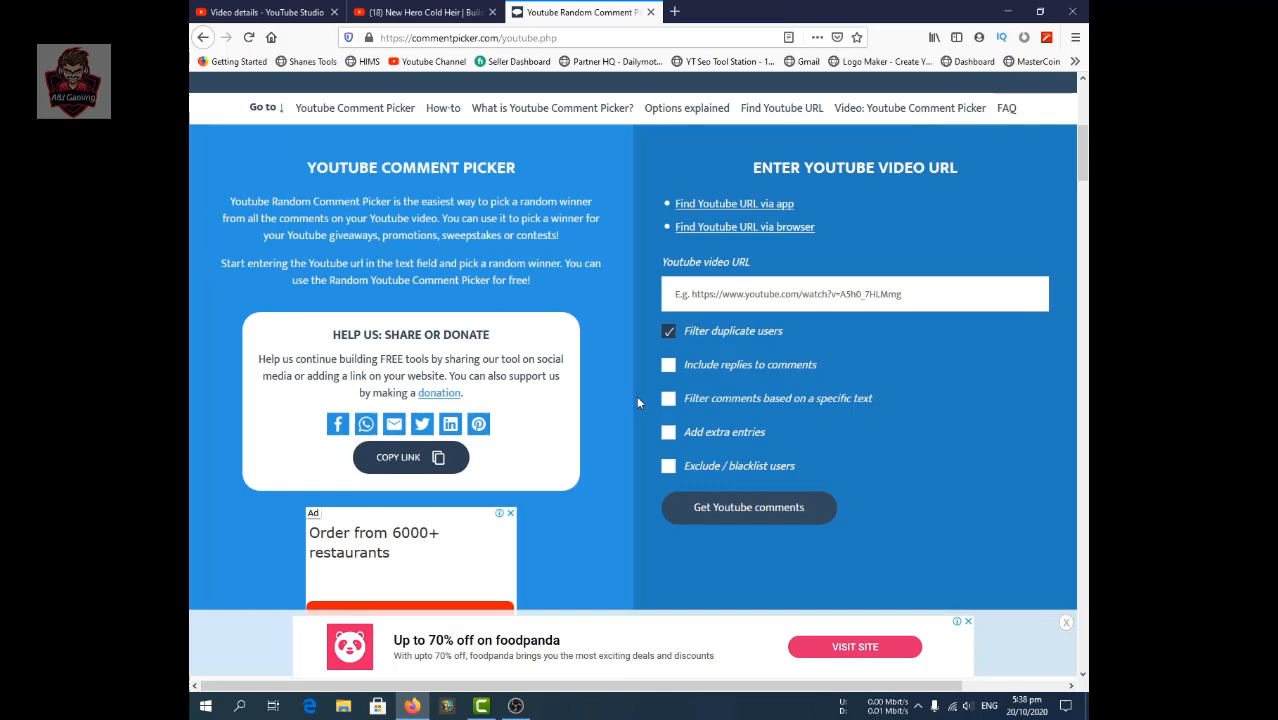 Video details - YouTube Studio
(18) New Hero Cold Heir | Buil
Youtube Random Comment P
https://commentpicker.com/youtube.php
Getting Started
Shanes Tools
HIMS
Youtube Channel
Seller Dashboard
Partner HQ - Dailymot...
YT Seo Tool Station - 1...
Gmail
Logo Maker - Create Y...
Dashboard
MasterCoin
ABJ Gaming
Go to ↓
Youtube Comment Picker
How-to
What is Youtube Comment Picker?
Options explained
Find Youtube URL
Video: Youtube Comment Picker
FAQ
YOUTUBE COMMENT PICKER
Youtube Random Comment Picker is the easiest way to pick a random winner
from all the comments on your Youtube video. You can use it to pick a winner for
your Youtube giveaways, promotions, sweepstakes or contests!
Start entering the Youtube url in the text field and pick a random winner. You can
use the Random Youtube Comment Picker for free!
HELP US: SHARE OR DONATE
Help us continue building FREE tools by sharing our tool on social
media or adding a link on your website. You can also support us
by making a donation.
COPY LINK
Ad
Order from 6000+
restaurants
ENTER YOUTUBE VIDEO URL
Find Youtube URL via app
Find Youtube URL via browser
Youtube video URL
E.g. https://www.youtube.com/watch?v=A5h0_7HLMmg
Filter duplicate users
Include replies to comments
Filter comments based on a specific text
Add extra entries
Exclude / blacklist users
Get Youtube comments
Up to 70% off on foodpanda
With upto 70% off, foodpanda brings you the most exciting deals and discounts
VISIT SITE
U: 0.00 Mbit/s
D: 0.01 Mbit/s
ENG
5:38 pm
20/10/2020